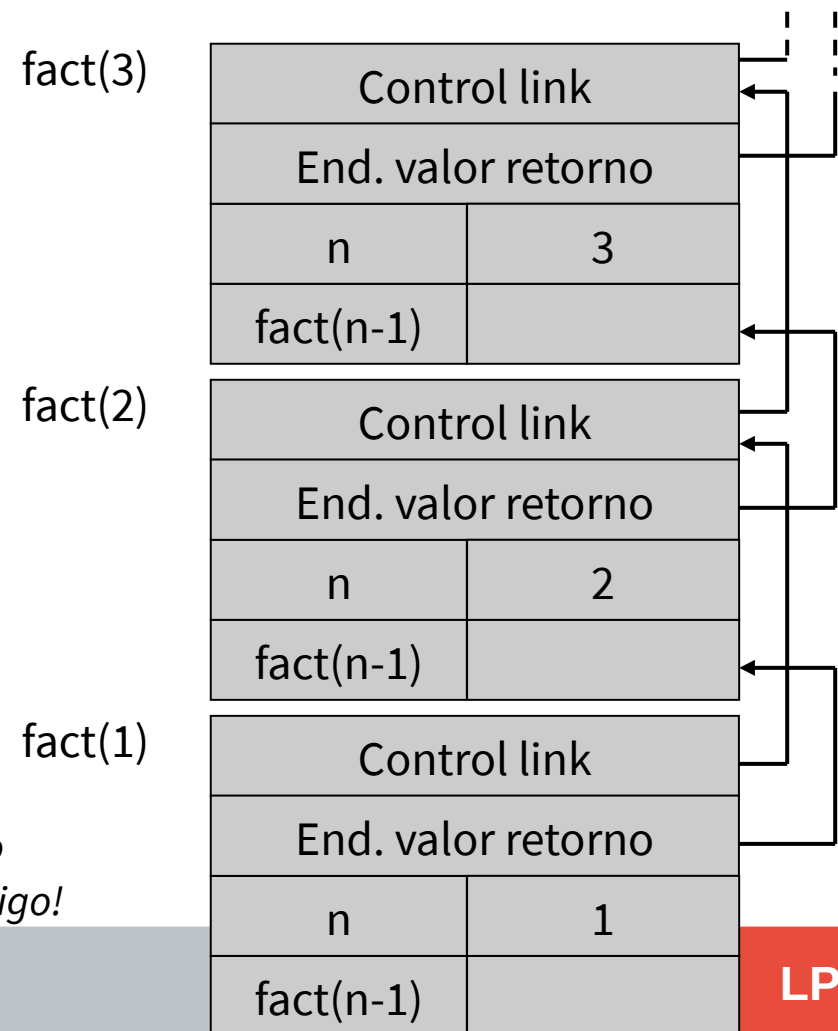 fact(3)
Control link
End. valor retorno
n 3
fact(n-1)
fact(2)
Control link
End. valor retorno
n 2
fact(n-1)
fact(1)
Control link
End. valor retorno
n 1
fact(n-1)
igo!
LP